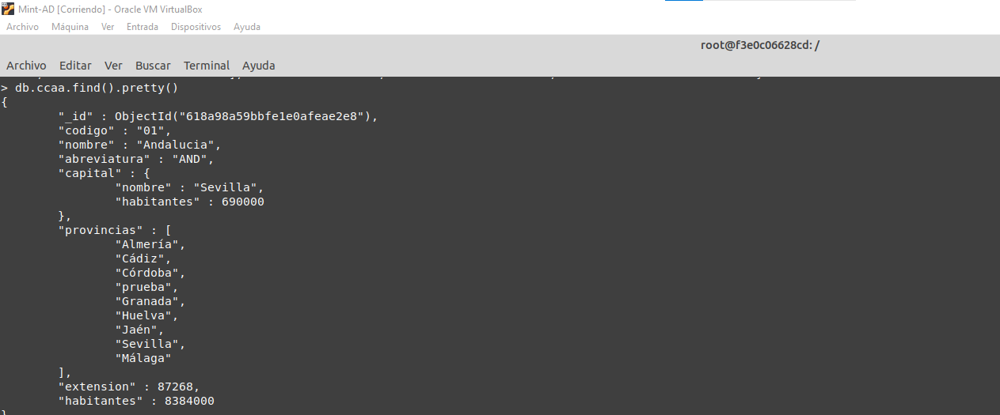 Mint-AD [Corriendo] - Oracle VM VirtualBox
Archivo Máquina Ver Entrada Dispositivos Ayuda
root@f3e0c06628cd: /
Archivo Editar Ver Buscar Terminal Ayuda
> db.ccaa.find().pretty()
{
"_id" : ObjectId("618a98a59bbfe1e0afeae2e8"),
"codigo" : "01",
"nombre" : "Andalucia",
"abreviatura" : "AND",
"capital" : {
"nombre" : "Sevilla",
"habitantes" : 690000
},
"provincias" : [
"Almería",
"Cádiz",
"Córdoba",
"prueba",
"Granada",
"Huelva",
"Jaén",
"Sevilla",
"Málaga"
],
"extension" : 87268,
"habitantes" : 8384000
}